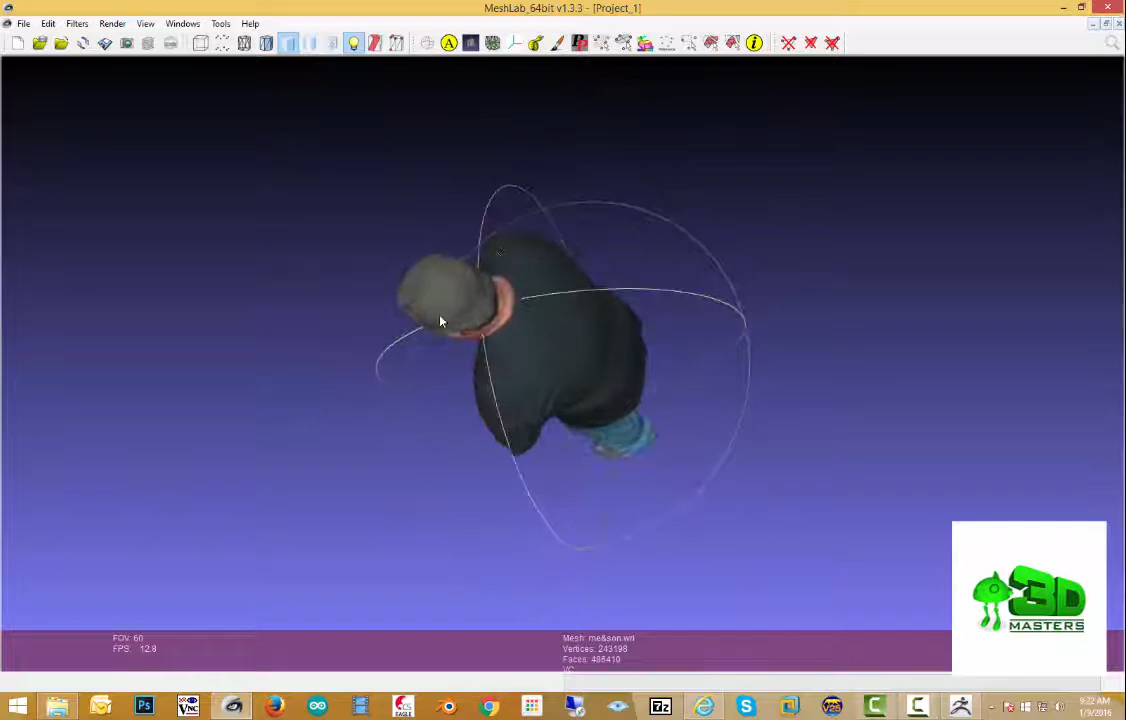 MeshLab_64bit v1.3.3 - [Project_1]
File Edit Filters Render View Windows Tools Help
FOV: 60
FPS: 12.8
Mesh: me&son.wrl
Vertices: 243198
Faces: 486410
VC
3D
MASTERS
9:22 AM
1/9/2016